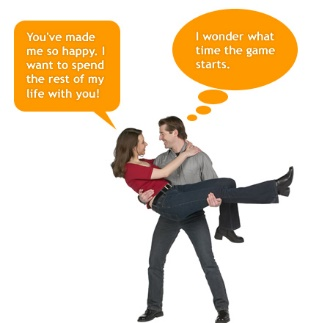 You've made
me so happy. I
want to spend
the rest of my
life with you!
I wonder what
time the game
starts.